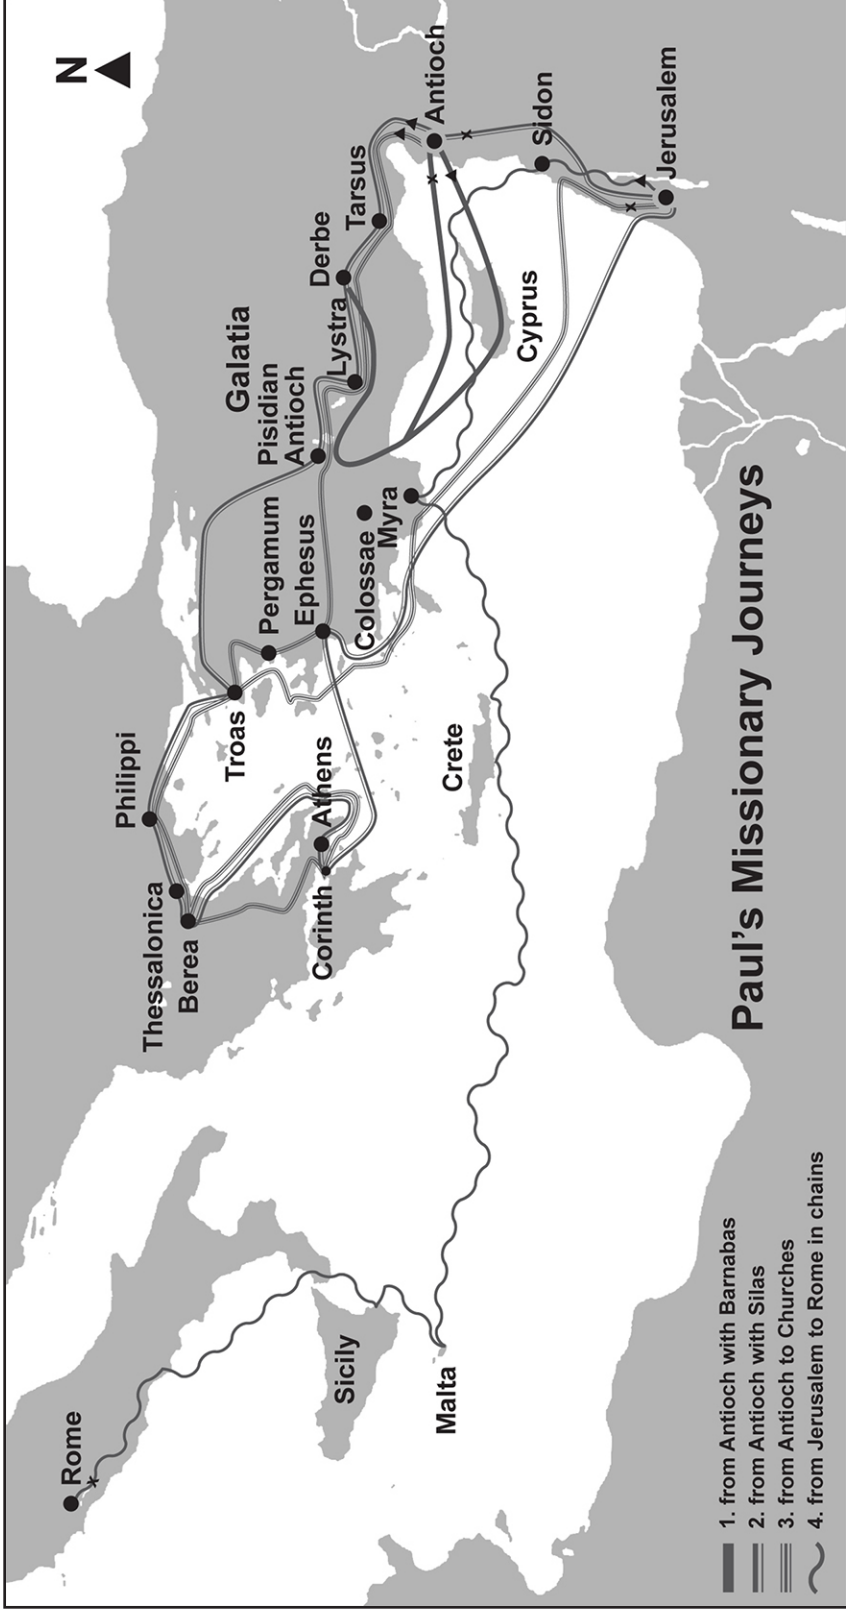 N
Rome
Sicily
Malta
Thessalonica
Berea
Philippi
Corinth
Athens
Troas
Crete
Pergamum
Ephesus
Colossae
Myra
Galatia
Pisidian
Antioch
Lystra
Derbe
Tarsus
Antioch
Cyprus
Sidon
Jerusalem
Paul's Missionary Journeys
1. from Antioch with Barnabas
2. from Antioch with Silas
3. from Antioch to Churches
4. from Jerusalem to Rome in chains